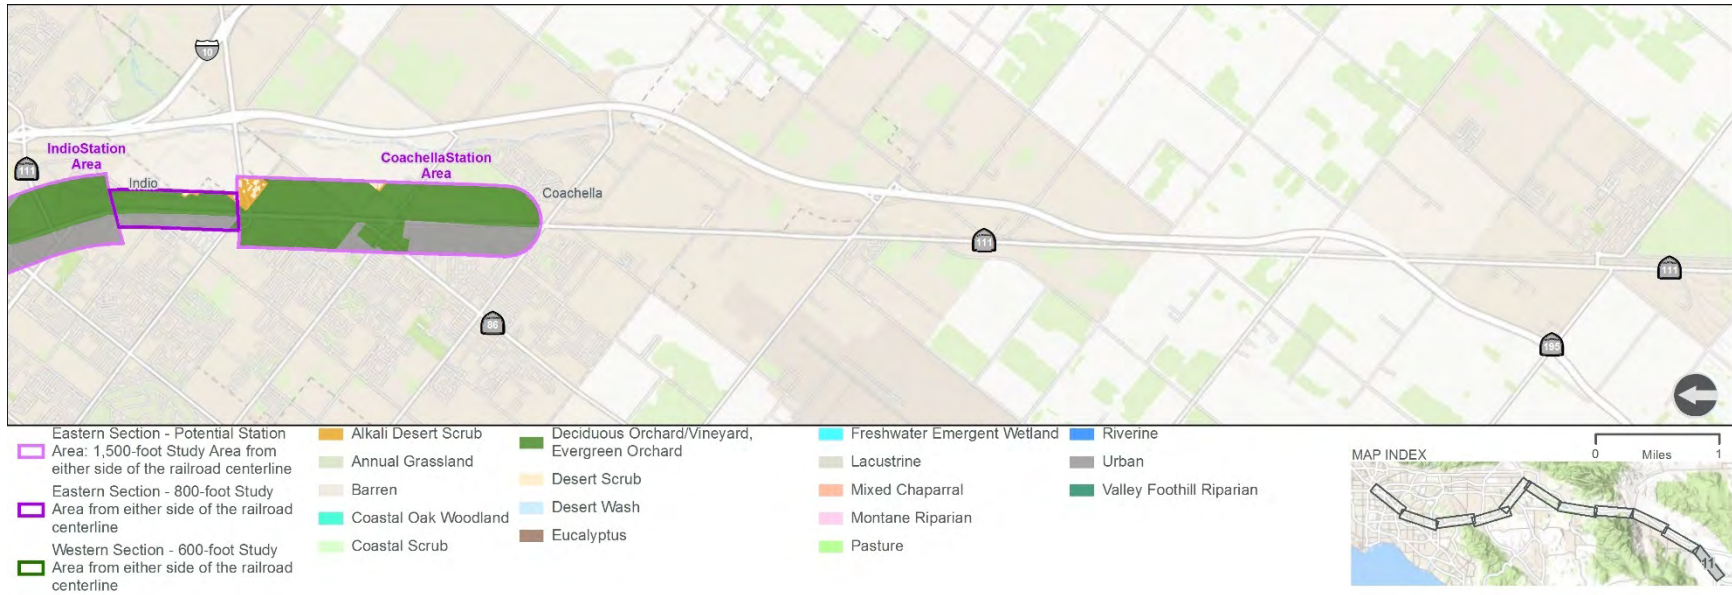 10
IndioStation
Area
CoachellaStation
Area
111
Indio
Coachella
111
111
86
195
Eastern Section - Potential Station
Area: 1,500-foot Study Area from
either side of the railroad centerline
Eastern Section - 800-foot Study
Area from either side of the railroad
centerline
Western Section - 600-foot Study
Area from either side of the railroad
centerline
Alkali Desert Scrub
Annual Grassland
Barren
Coastal Oak Woodland
Coastal Scrub
Deciduous Orchard/Vineyard,
Evergreen Orchard
Desert Scrub
Desert Wash
Eucalyptus
Freshwater Emergent Wetland
Lacustrine
Mixed Chaparral
Montane Riparian
Pasture
Riverine
Urban
Valley Foothill Riparian
0 Miles 1
MAP INDEX
11